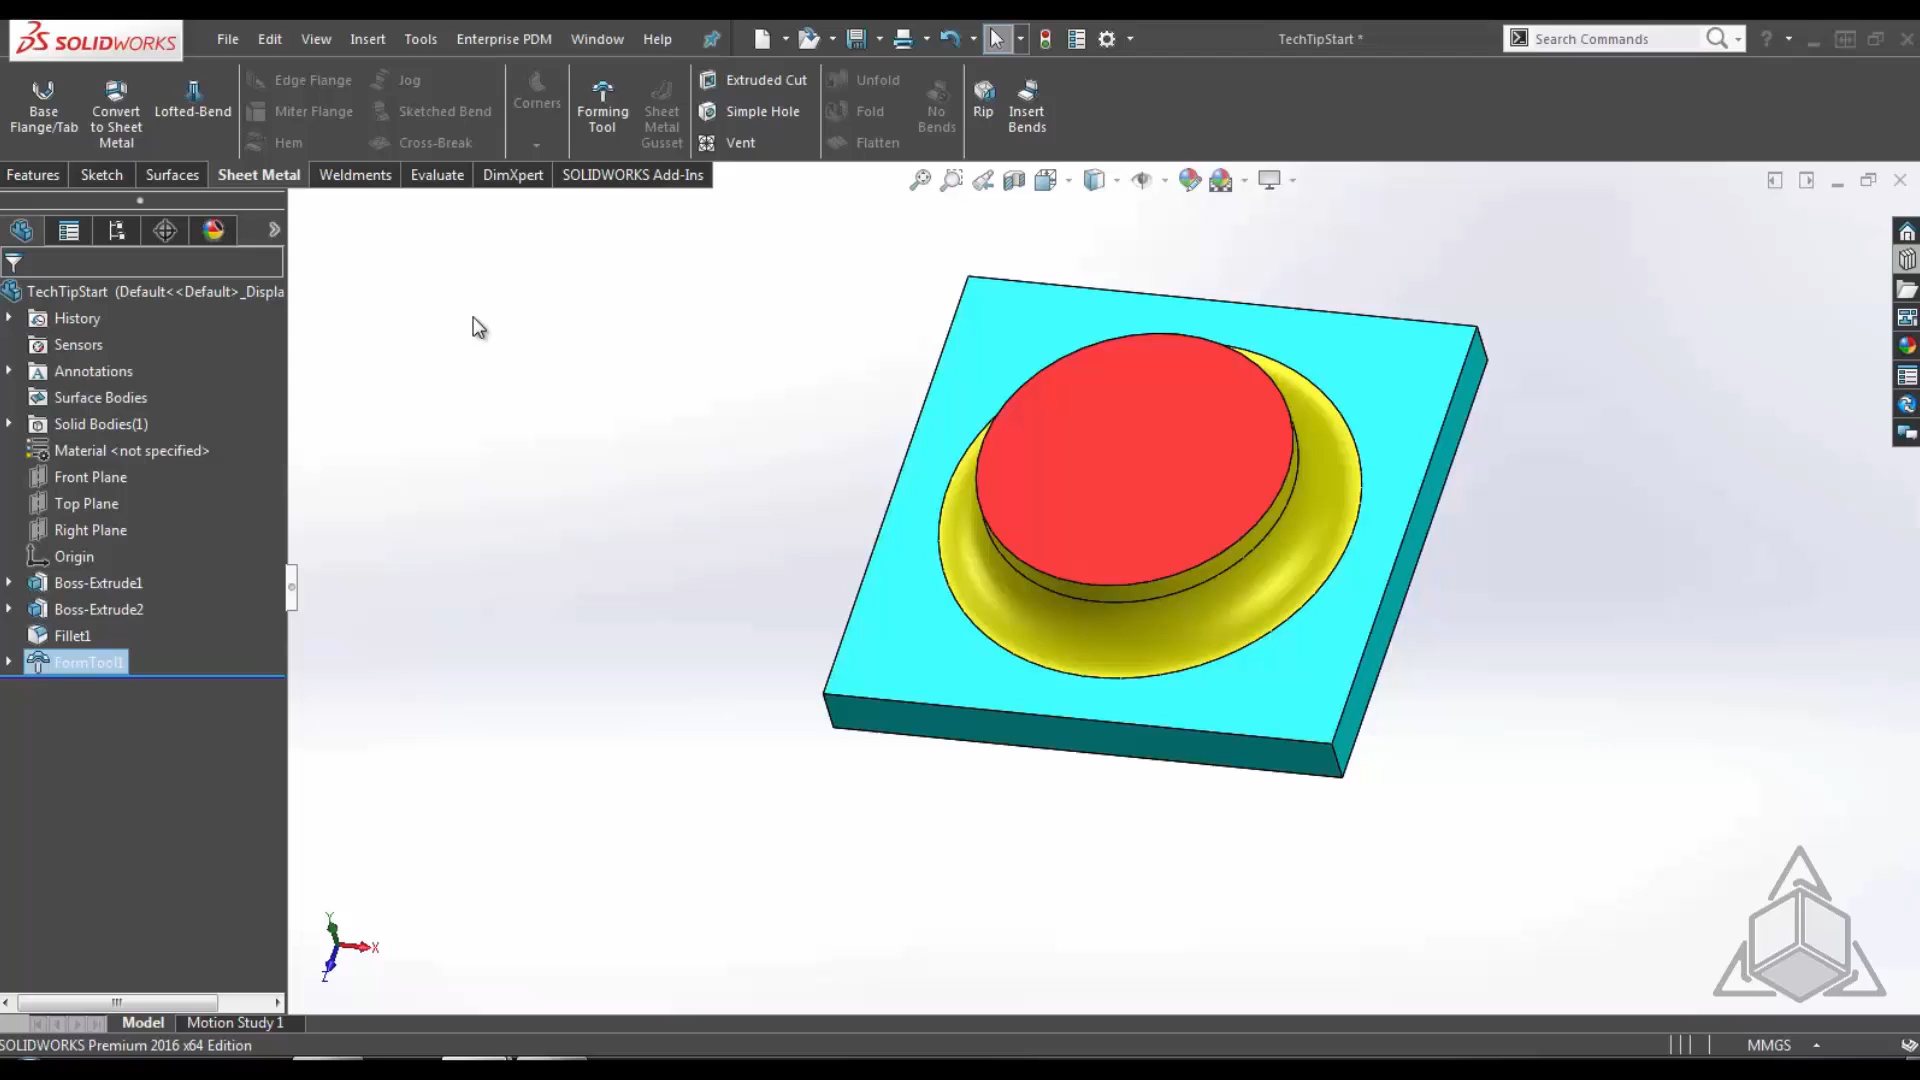 SOLIDWORKS File Edit View Insert Tools Enterprise PDM Window Help TechTipStart * Search Commands ?
Edge Flange Jog Extruded Cut Unfold
Base Flange/Tab Convert to Sheet Metal Lofted-Bend Miter Flange Sketched Bend Corners Forming Tool Sheet Metal Gusset Simple Hole Fold No Bends Rip Insert Bends
Hem Cross-Break Vent Flatten
Features Sketch Surfaces Sheet Metal Weldments Evaluate DimXpert SOLIDWORKS Add-Ins
TechTipStart (Default<<Default>_Displa
History
Sensors
Annotations
Surface Bodies
Solid Bodies(1)
Material <not specified>
Front Plane
Top Plane
Right Plane
Origin
Boss-Extrude1
Boss-Extrude2
Fillet1
FormTool1
Y
X
Z
Model Motion Study 1
SOLIDWORKS Premium 2016 x64 Edition MMGS